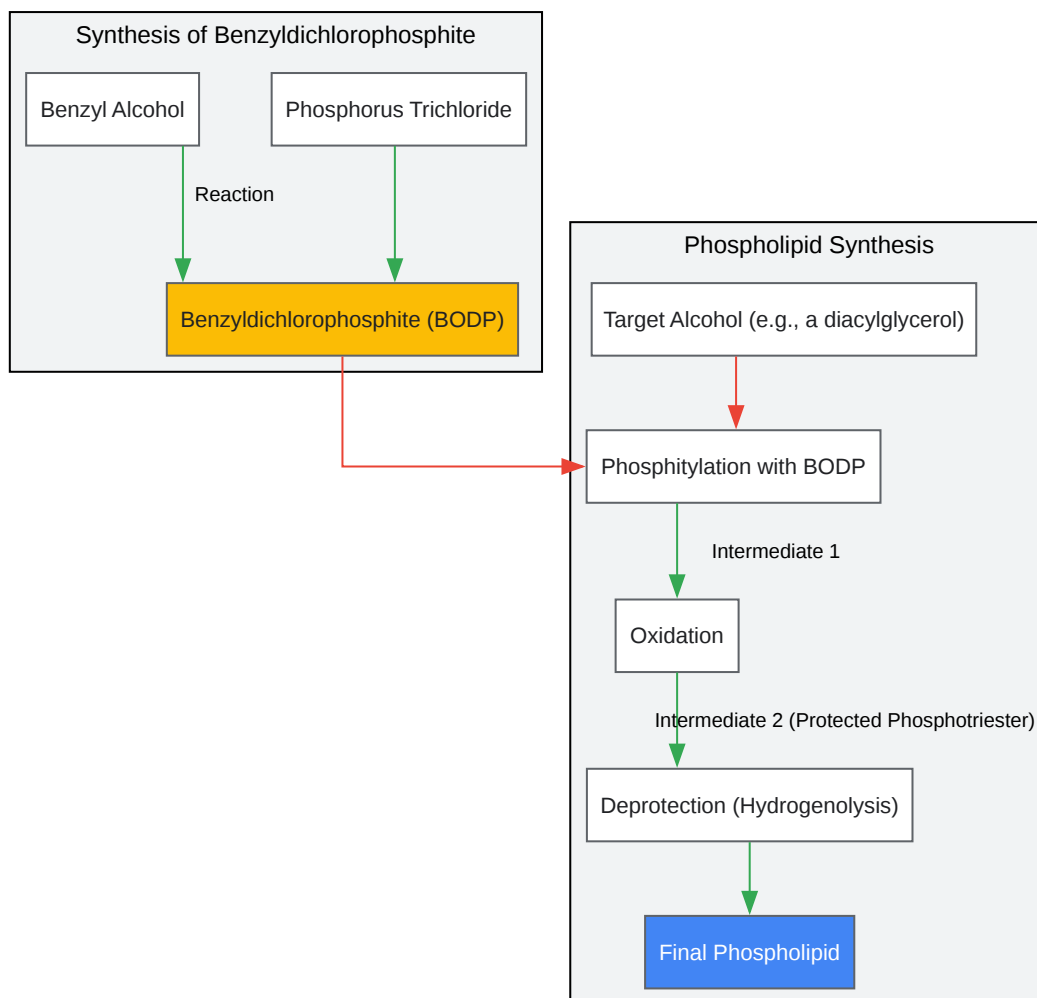 Synthesis of Benzyldichlorophosphite
Benzyl Alcohol
Phosphorus Trichloride
Reaction
Benzyldichlorophosphite (BODP)
Phospholipid Synthesis
Target Alcohol (e.g., a diacylglycerol)
Phosphitylation with BODP
Intermediate 1
Oxidation
Intermediate 2 (Protected Phosphotriester)
Deprotection (Hydrogenolysis)
Final Phospholipid